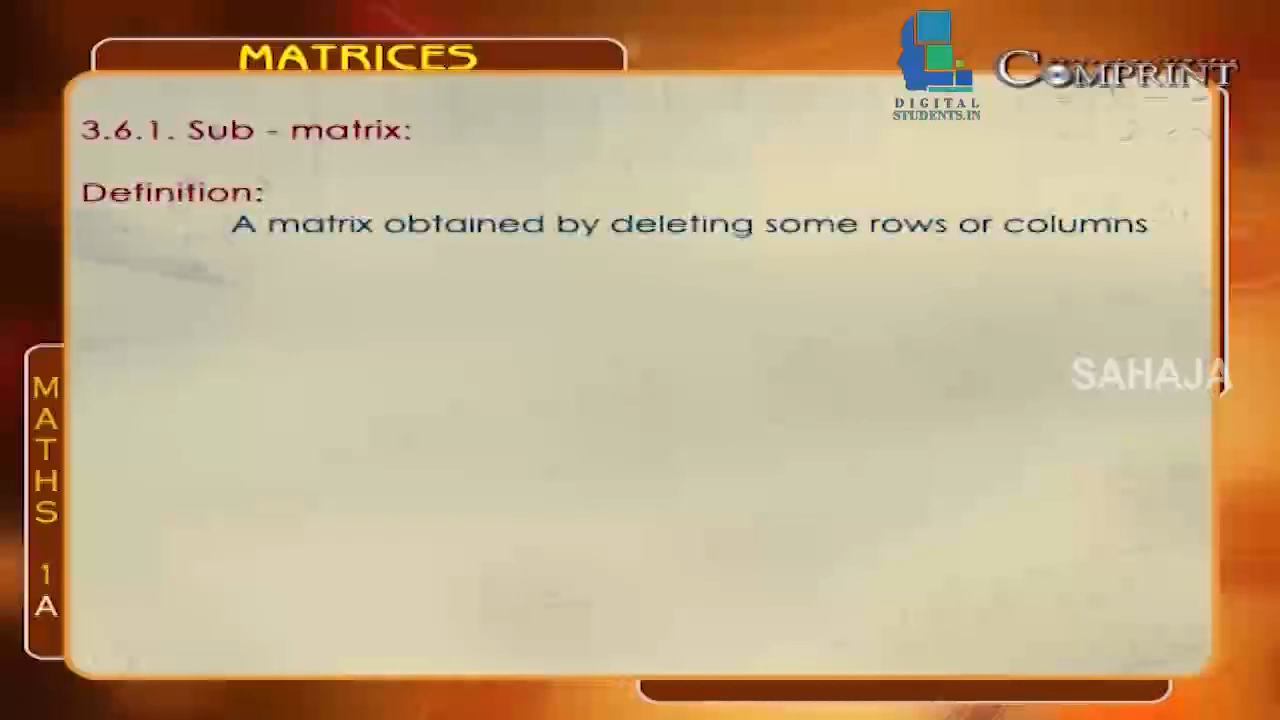 MATRICES
DIGITAL
STUDENTS.IN
COMPRINT
3.6.1. Sub - matrix:
Definition:
A matrix obtained by deleting some rows or columns
SAHAJA
MATHS 1A